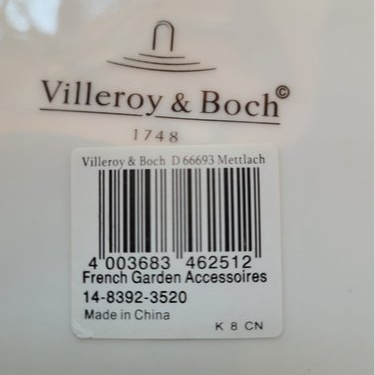 Villeroy & Boch©
1748
Villeroy & Boch D 66693 Mettlach
4 003683 462512
French Garden Accessoires
14-8392-3520
Made in China
K 8 CN